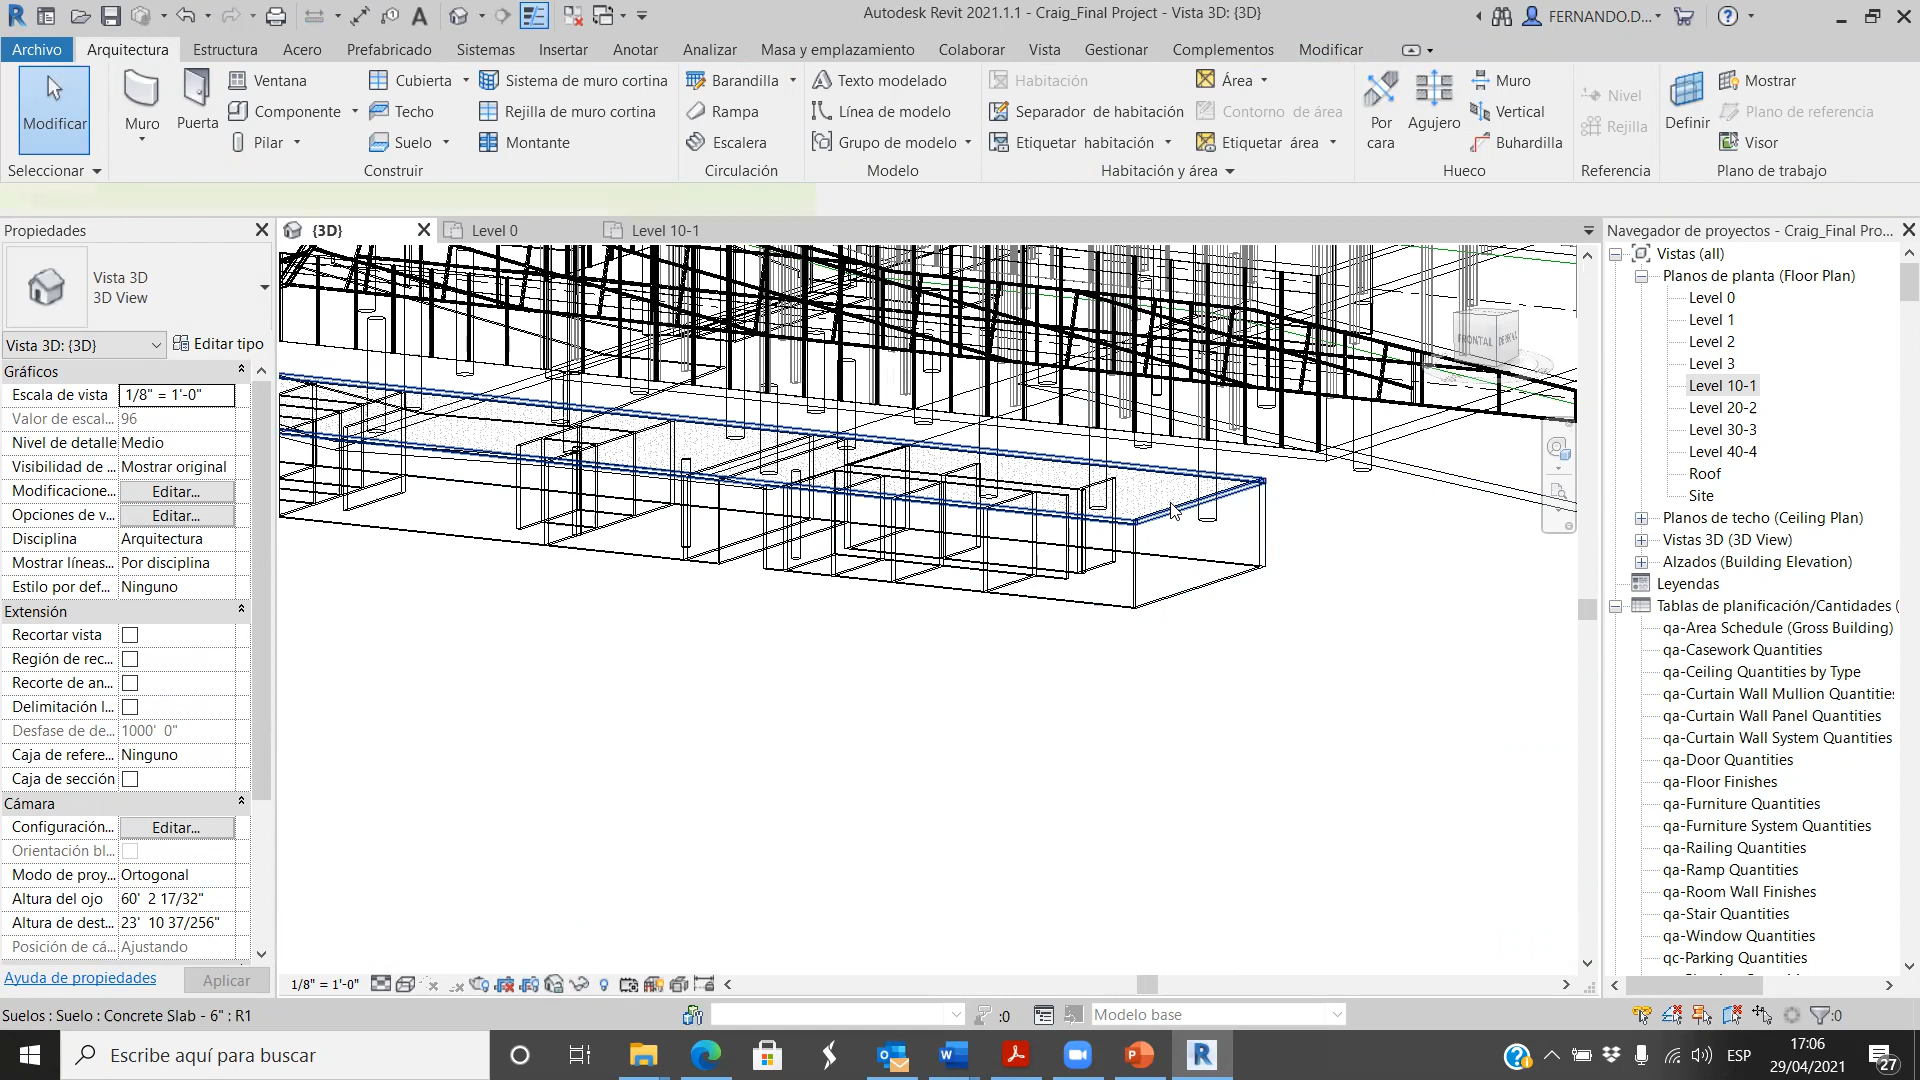 Autodesk Revit 2021.1.1 - Craig_Final Project - Vista 3D: {3D}
FERNANDO.D...
Archivo Arquitectura Estructura Acero Prefabricado Sistemas Insertar Anotar Analizar Masa y emplazamiento Colaborar Vista Gestionar Complementos Modificar
Ventana Cubierta Sistema de muro cortina Barandilla Texto modelado Habitación Área Muro Mostrar
Modificar Muro Puerta Componente Techo Rejilla de muro cortina Rampa Línea de modelo Separador de habitación Contorno de área Por cara Agujero Vertical Nivel Definir Plano de referencia
Pilar Suelo Montante Escalera Grupo de modelo Etiquetar habitación Etiquetar área Buhardilla Rejilla Visor
Seleccionar Construir Circulación Modelo Habitación y área Hueco Referencia Plano de trabajo
Propiedades
Vista 3D
3D View
Vista 3D: {3D} Editar tipo
Gráficos
Escala de vista 1/8" = 1'-0"
Valor de escal... 96
Nivel de detalle Medio
Visibilidad de ... Mostrar original
Modificacione... Editar...
Opciones de v... Editar...
Disciplina Arquitectura
Mostrar líneas... Por disciplina
Estilo por def... Ninguno
Extensión
Recortar vista
Región de rec...
Recorte de an...
Delimitación l...
Desfase de de... 1000' 0"
Caja de refere... Ninguno
Caja de sección
Cámara
Configuración... Editar...
Orientación bl...
Modo de proy... Ortogonal
Altura del ojo 60' 2 17/32"
Altura de dest... 23' 10 37/256"
Posición de cá... Ajustando
Ayuda de propiedades Aplicar
{3D} Level 0 Level 10-1
FRONTAL
1/8" = 1'-0"
Navegador de proyectos - Craig_Final Pro...
Vistas (all)
Planos de planta (Floor Plan)
Level 0
Level 1
Level 2
Level 3
Level 10-1
Level 20-2
Level 30-3
Level 40-4
Roof
Site
Planos de techo (Ceiling Plan)
Vistas 3D (3D View)
Alzados (Building Elevation)
Leyendas
Tablas de planificación/Cantidades (
qa-Area Schedule (Gross Building)
qa-Casework Quantities
qa-Ceiling Quantities by Type
qa-Curtain Wall Mullion Quantities
qa-Curtain Wall Panel Quantities
qa-Curtain Wall System Quantities
qa-Door Quantities
qa-Floor Finishes
qa-Furniture Quantities
qa-Furniture System Quantities
qa-Railing Quantities
qa-Ramp Quantities
qa-Room Wall Finishes
qa-Stair Quantities
qa-Window Quantities
qc-Parking Quantities
Suelos : Suelo : Concrete Slab - 6" : R1 :0 Modelo base :0
Escribe aquí para buscar
ESP
17:06
29/04/2021
27